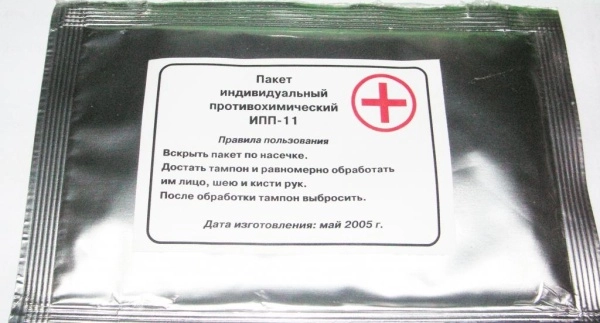 Пакет
индивидуальный
противохимический
ИПП-11
Правила пользования
Вскрыть пакет по насечке.
Достать тампон и равномерно обработать
им лицо, шею и кисти рук.
После обработки тампон выбросить.
Дата изготовления: май 2005 г.